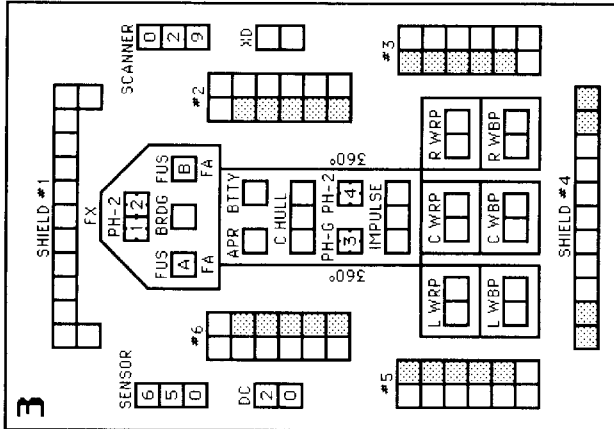 3
SHIELD #1
SENSOR
6
5
0
SCANNER
0
2
9
FX
PH-2
1 2
FUS
A
FA
BRDG
FUS
B
FA
DC
2
0
XD
#6
#2
APR
BTTY
C HULL
PH-G
3
PH-2
4
IMPULSE
360°
360°
L WRP
C WRP
R WRP
L WBP
C WBP
R WBP
#5
#3
SHIELD #4